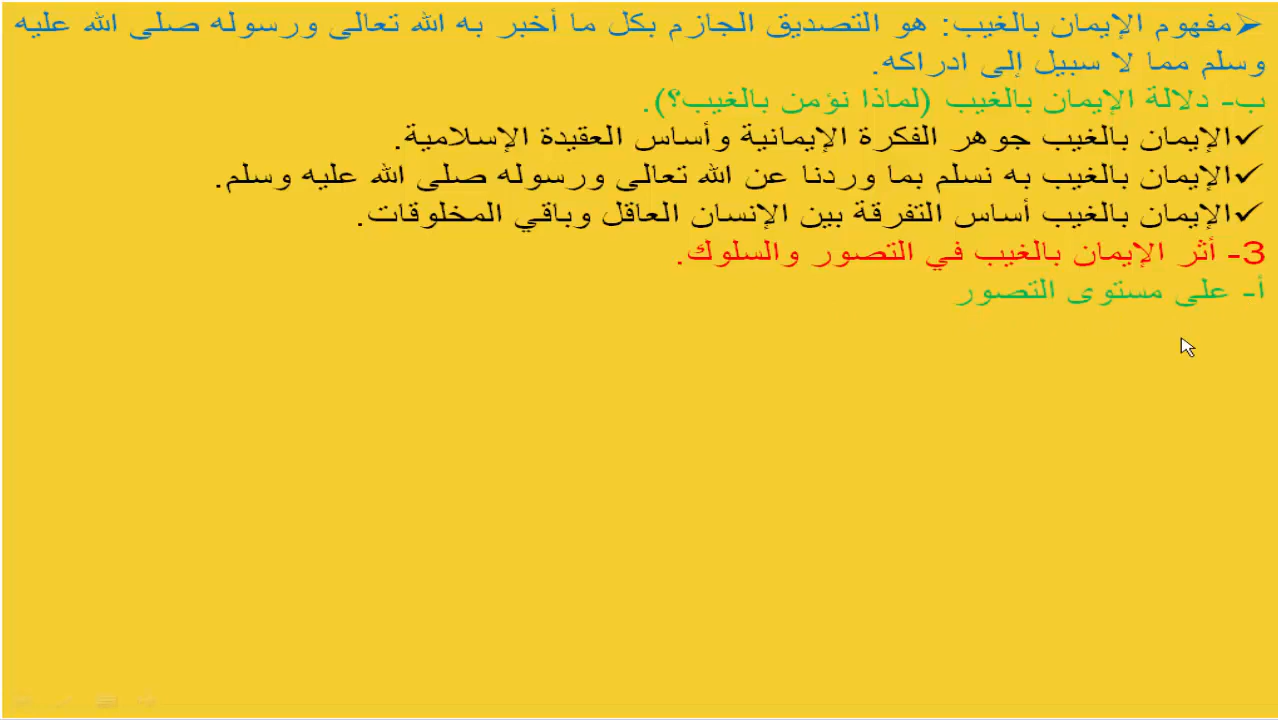 ➢مفهوم الإيمان بالغيب: هو التصديق الجازم بكل ما أخبر به الله تعالى ورسوله صلى الله عليه
وسلم مما لا سبيل إلى ادراكه.
ب- دلالة الإيمان بالغيب (لماذا نؤمن بالغيب؟).
✓الإيمان بالغيب جوهر الفكرة الإيمانية وأساس العقيدة الإسلامية.
✓الإيمان بالغيب به نسلم بما وردنا عن الله تعالى ورسوله صلى الله عليه وسلم.
✓الإيمان بالغيب أساس التفرقة بين الإنسان العاقل وباقي المخلوقات.
3- أثر الإيمان بالغيب في التصور والسلوك.
أ- على مستوى التصور